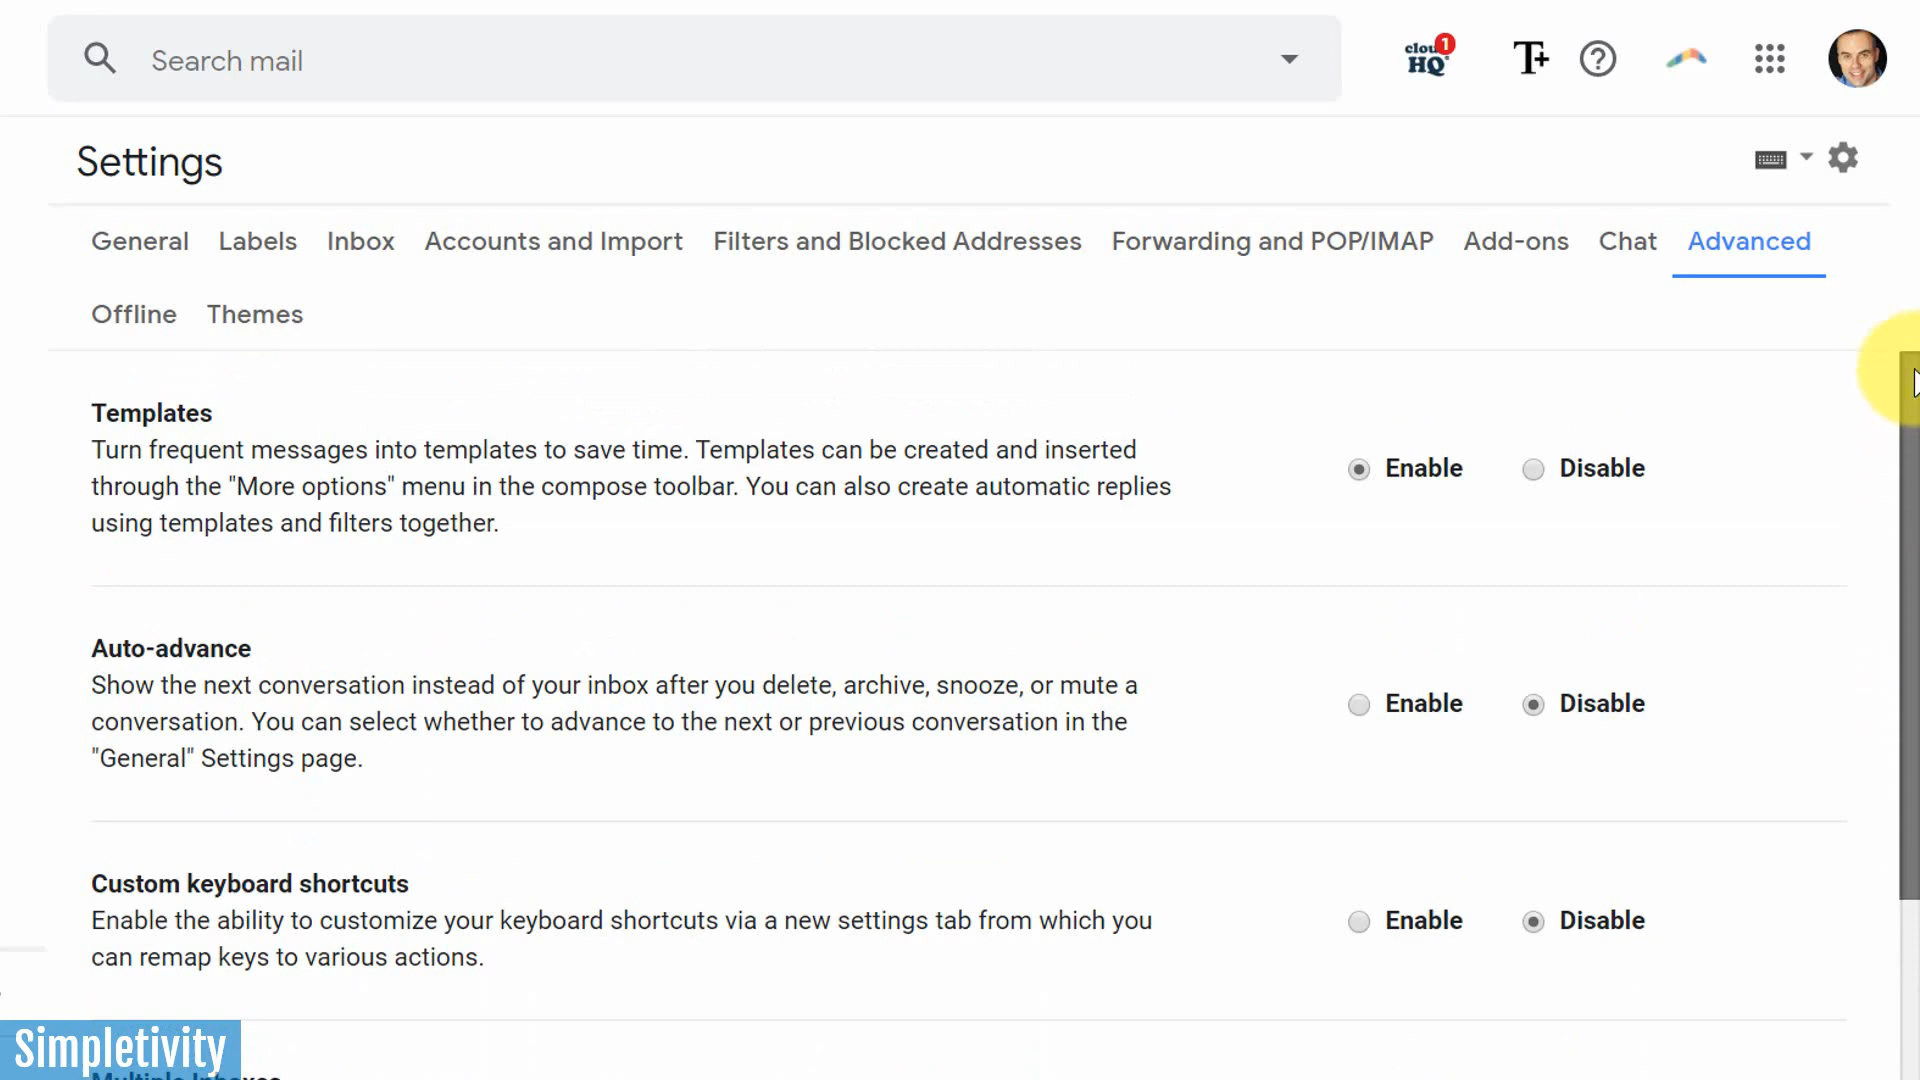 Search mail
clou HQ 1
T+
Settings
General Labels Inbox Accounts and Import Filters and Blocked Addresses Forwarding and POP/IMAP Add-ons Chat Advanced
Offline Themes
Templates
Turn frequent messages into templates to save time. Templates can be created and inserted
through the "More options" menu in the compose toolbar. You can also create automatic replies
using templates and filters together.
Enable Disable
Auto-advance
Show the next conversation instead of your inbox after you delete, archive, snooze, or mute a
conversation. You can select whether to advance to the next or previous conversation in the
"General" Settings page.
Enable Disable
Custom keyboard shortcuts
Enable the ability to customize your keyboard shortcuts via a new settings tab from which you
can remap keys to various actions.
Enable Disable
Simpletivity
Multiple Inboxes